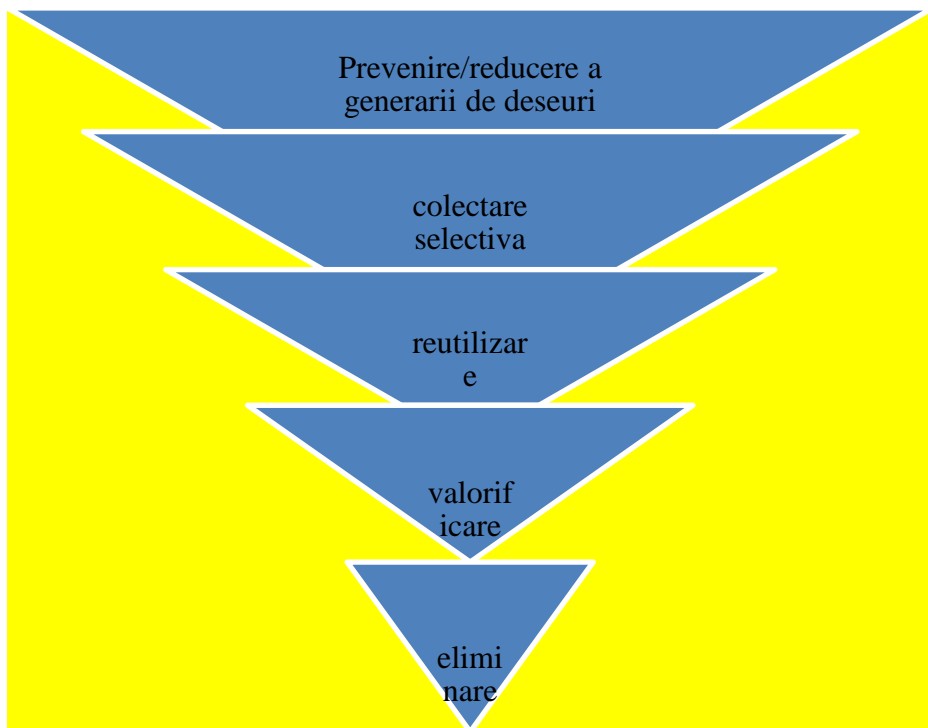 Prevenire/reducere a
generarii de deseuri
colectare
selectiva
reutilizar
e
valorif
icare
elimi
nare